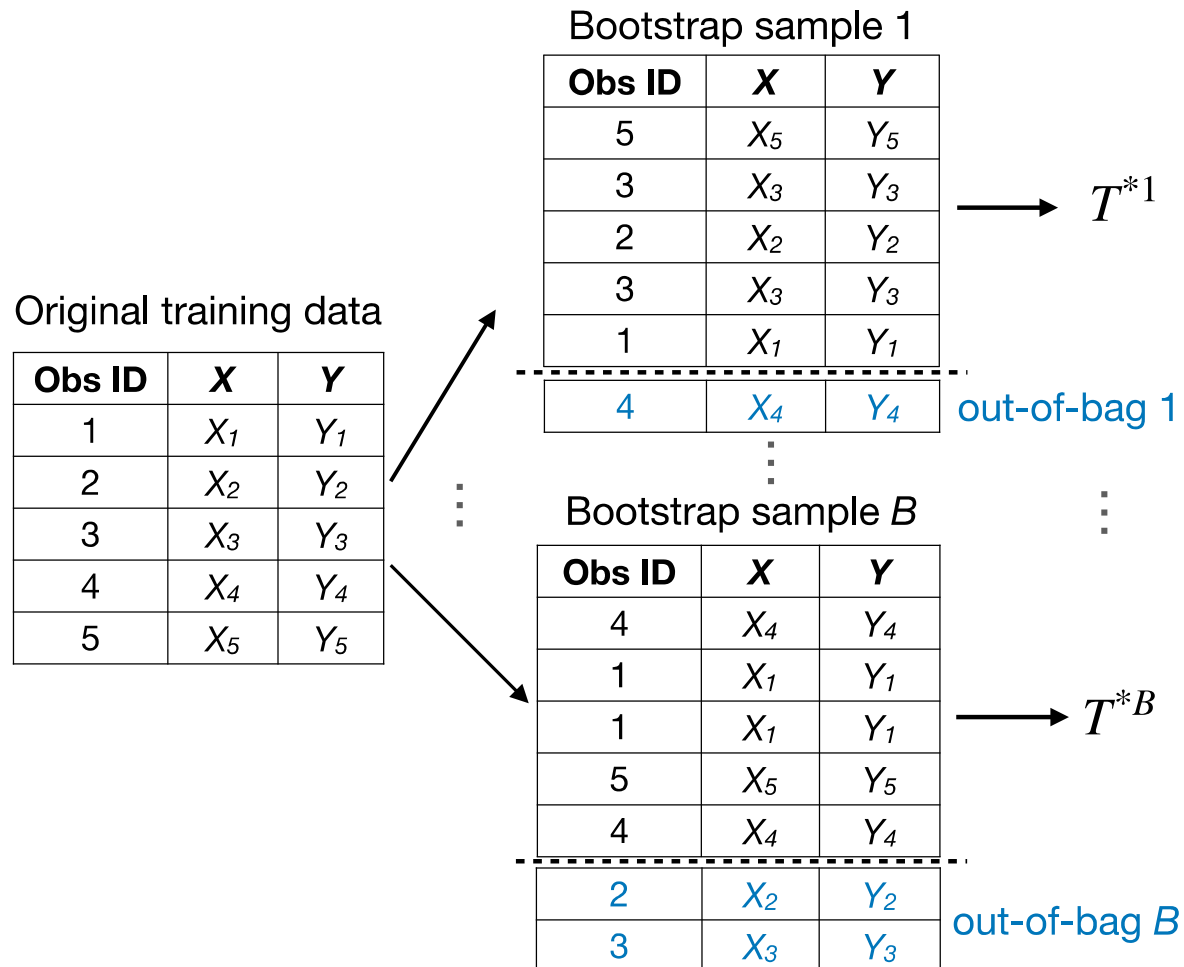 Original training data
Obs ID X Y
1 X1 Y1
2 X2 Y2
3 X3 Y3
4 X4 Y4
5 X5 Y5
Bootstrap sample 1
Obs ID X Y
5 X5 Y5
3 X3 Y3
2 X2 Y2
3 X3 Y3
1 X1 Y1
4 X4 Y4 out-of-bag 1
T*1
Bootstrap sample B
Obs ID X Y
4 X4 Y4
1 X1 Y1
1 X1 Y1
5 X5 Y5
4 X4 Y4
2 X2 Y2
3 X3 Y3
out-of-bag B
T*B